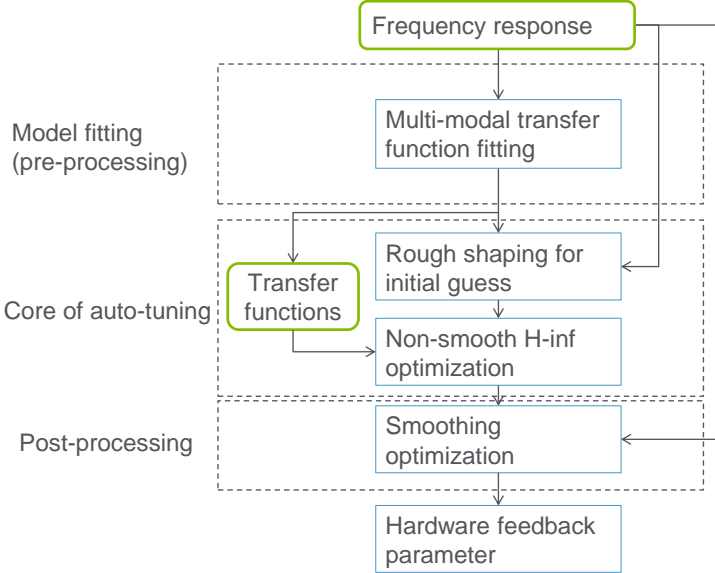 Frequency response
Model fitting
(pre-processing)
Multi-modal transfer
function fitting
Core of auto-tuning
Transfer
functions
Rough shaping for
initial guess
Non-smooth H-inf
optimization
Post-processing
Smoothing
optimization
Hardware feedback
parameter